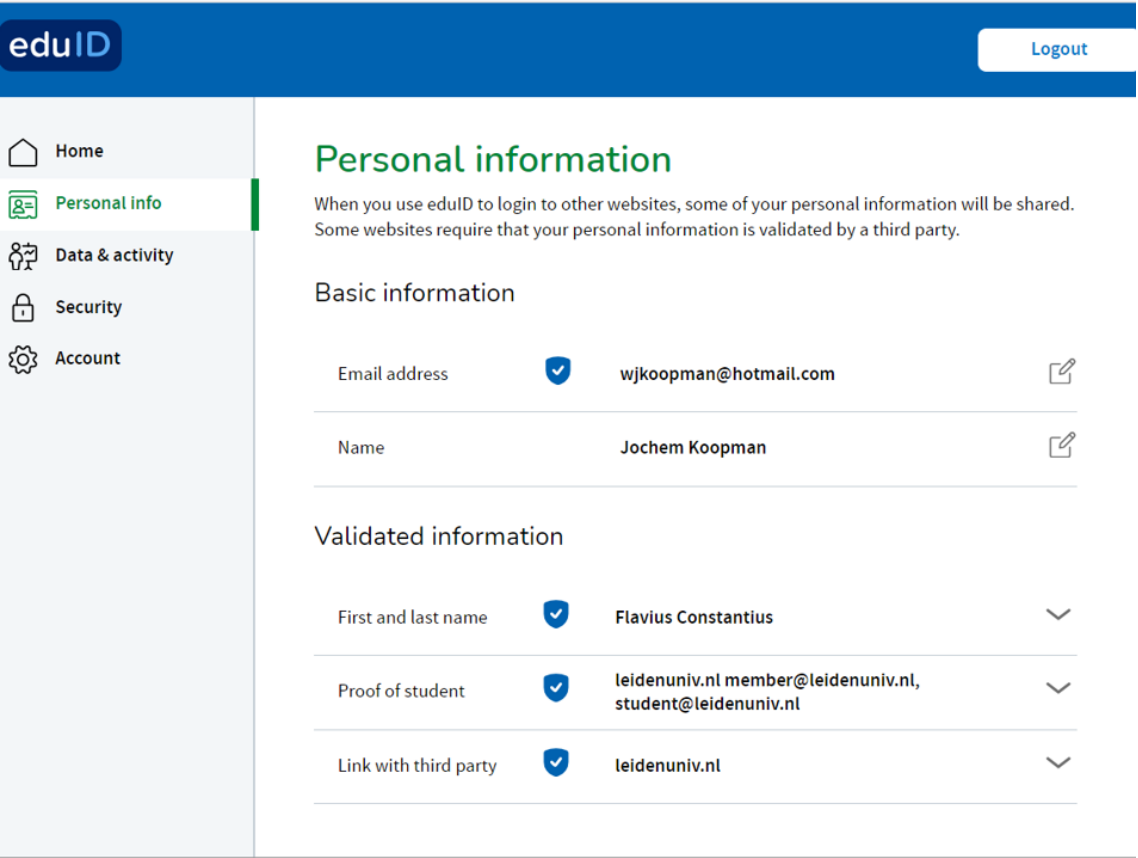 eduID
Logout
Home
Personal info
Data & activity
Security
Account
Personal information
When you use eduID to login to other websites, some of your personal information will be shared.
Some websites require that your personal information is validated by a third party.
Basic information
Email address wjkoopman@hotmail.com
Name Jochem Koopman
Validated information
First and last name Flavius Constantius
Proof of student leidenuniv.nl member@leidenuniv.nl,
student@leidenuniv.nl
Link with third party leidenuniv.nl